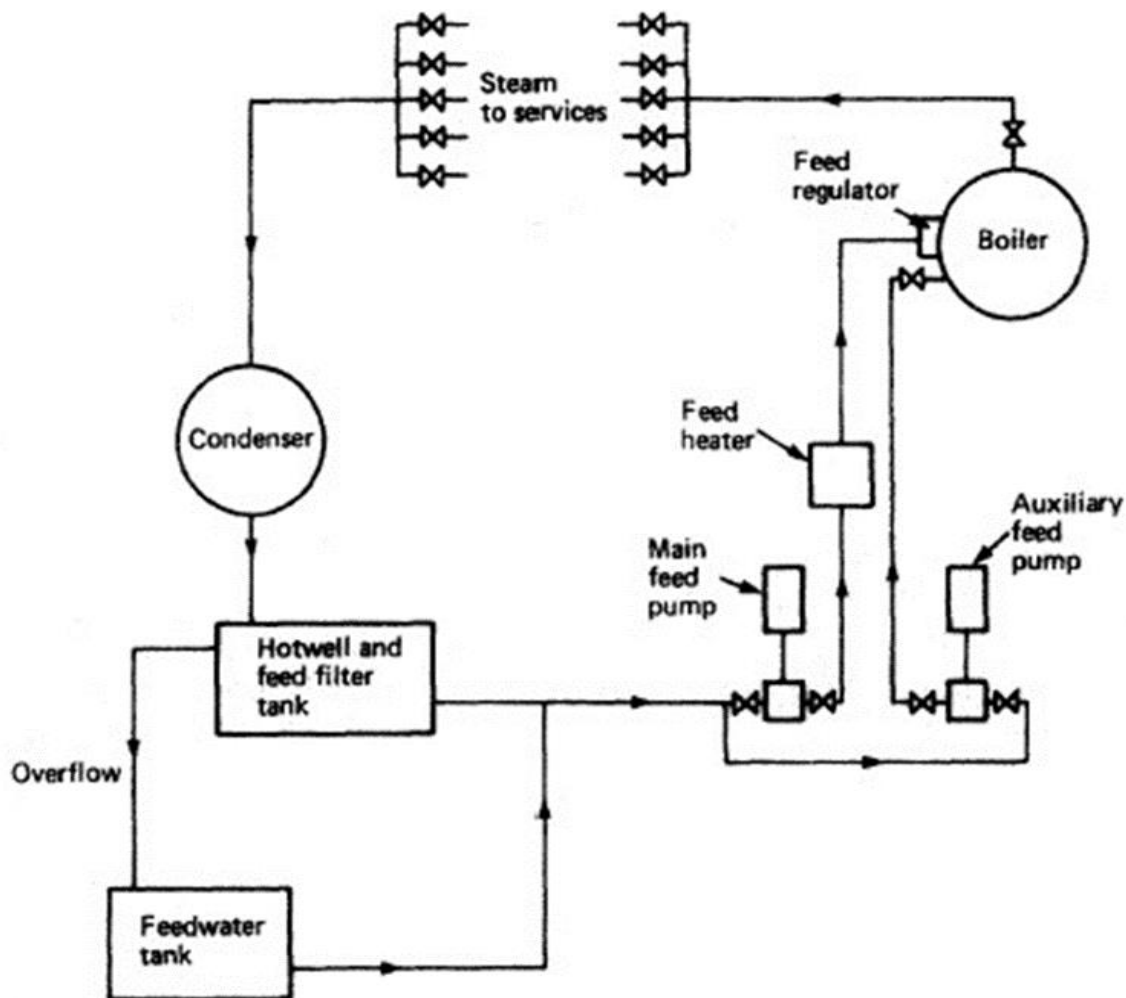 Steam
to services
Feed
regulator
Boiler
Condenser
Feed
heater
Auxiliary
feed
pump
Main
feed
pump
Hotwell and
feed filter
tank
Overflow
Feedwater
tank